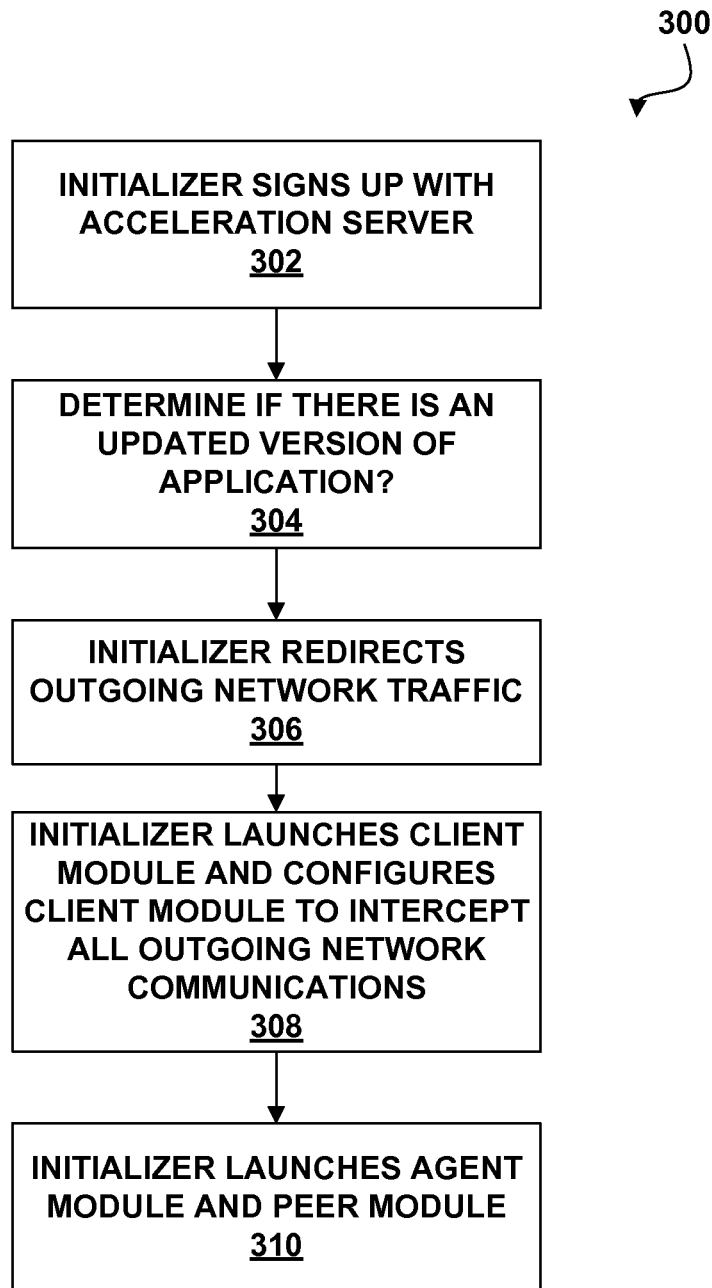 300
INITIALIZER SIGNS UP WITH
ACCELERATION SERVER
302
DETERMINE IF THERE IS AN
UPDATED VERSION OF
APPLICATION?
304
INITIALIZER REDIRECTS
OUTGOING NETWORK TRAFFIC
306
INITIALIZER LAUNCHES CLIENT
MODULE AND CONFIGURES
CLIENT MODULE TO INTERCEPT
ALL OUTGOING NETWORK
COMMUNICATIONS
308
INITIALIZER LAUNCHES AGENT
MODULE AND PEER MODULE
310